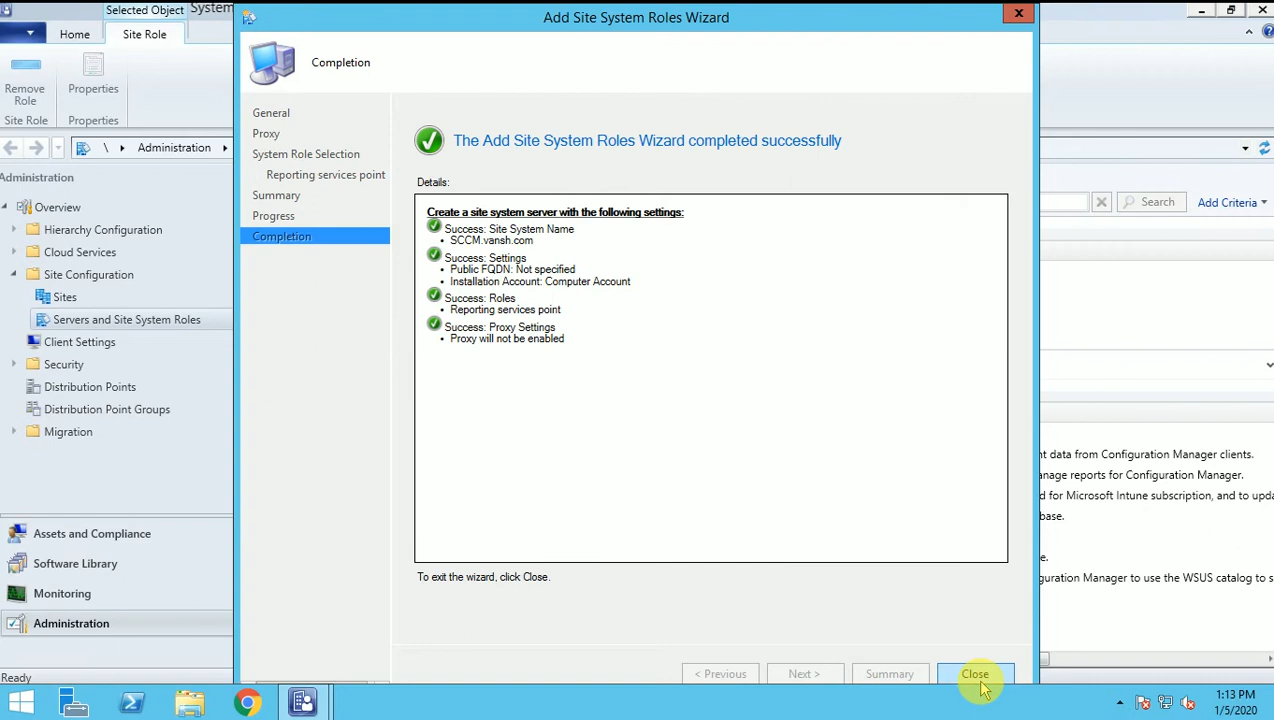 Selected Object
System
Add Site System Roles Wizard
Home
Site Role
Remove
Role
Properties
Site Role
Properties
\
Administration
Completion
General
Proxy
System Role Selection
Reporting services point
Summary
Progress
Completion
Administration
Overview
Hierarchy Configuration
Cloud Services
Site Configuration
Sites
Servers and Site System Roles
Client Settings
Security
Distribution Points
Distribution Point Groups
Migration
Assets and Compliance
Software Library
Monitoring
Administration
Ready
The Add Site System Roles Wizard completed successfully
Details:
Create a site system server with the following settings:
Success: Site System Name
• SCCM.vansh.com
Success: Settings
• Public FQDN: Not specified
• Installation Account: Computer Account
Success: Roles
• Reporting services point
Success: Proxy Settings
• Proxy will not be enabled
To exit the wizard, click Close.
< Previous
Next >
Summary
Close
Search
Add Criteria
nt data from Configuration Manager clients.
nage reports for Configuration Manager.
d for Microsoft Intune subscription, and to upda
base.
e.
guration Manager to use the WSUS catalog to s
1:13 PM
1/5/2020